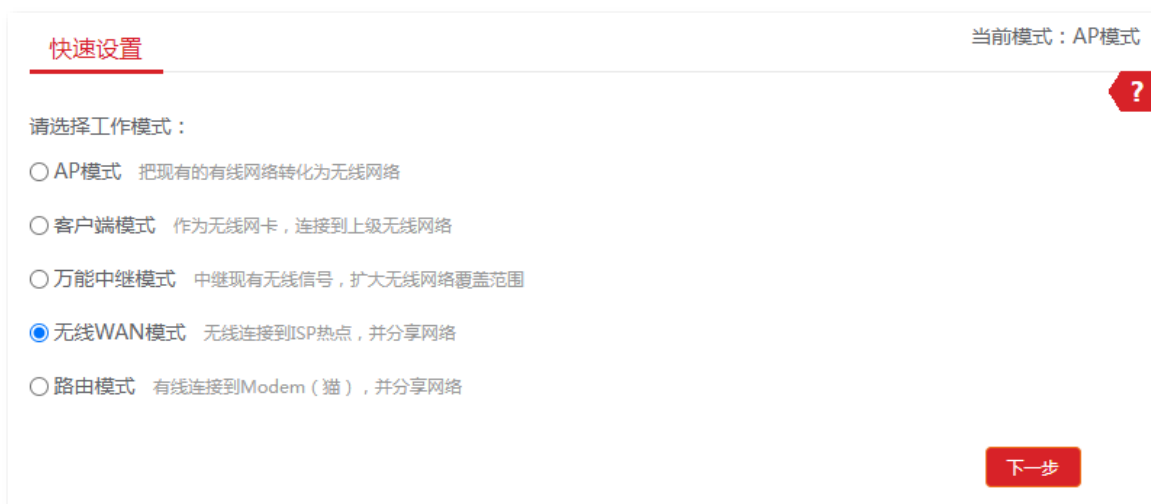 快速设置
当前模式：AP模式
?
请选择工作模式：
AP模式 把现有的有线网络转化为无线网络
客户端模式 作为无线网卡，连接到上级无线网络
万能中继模式 中继现有无线信号，扩大无线网络覆盖范围
无线WAN模式 无线连接到ISP热点，并分享网络
路由模式 有线连接到Modem（猫），并分享网络
下一步